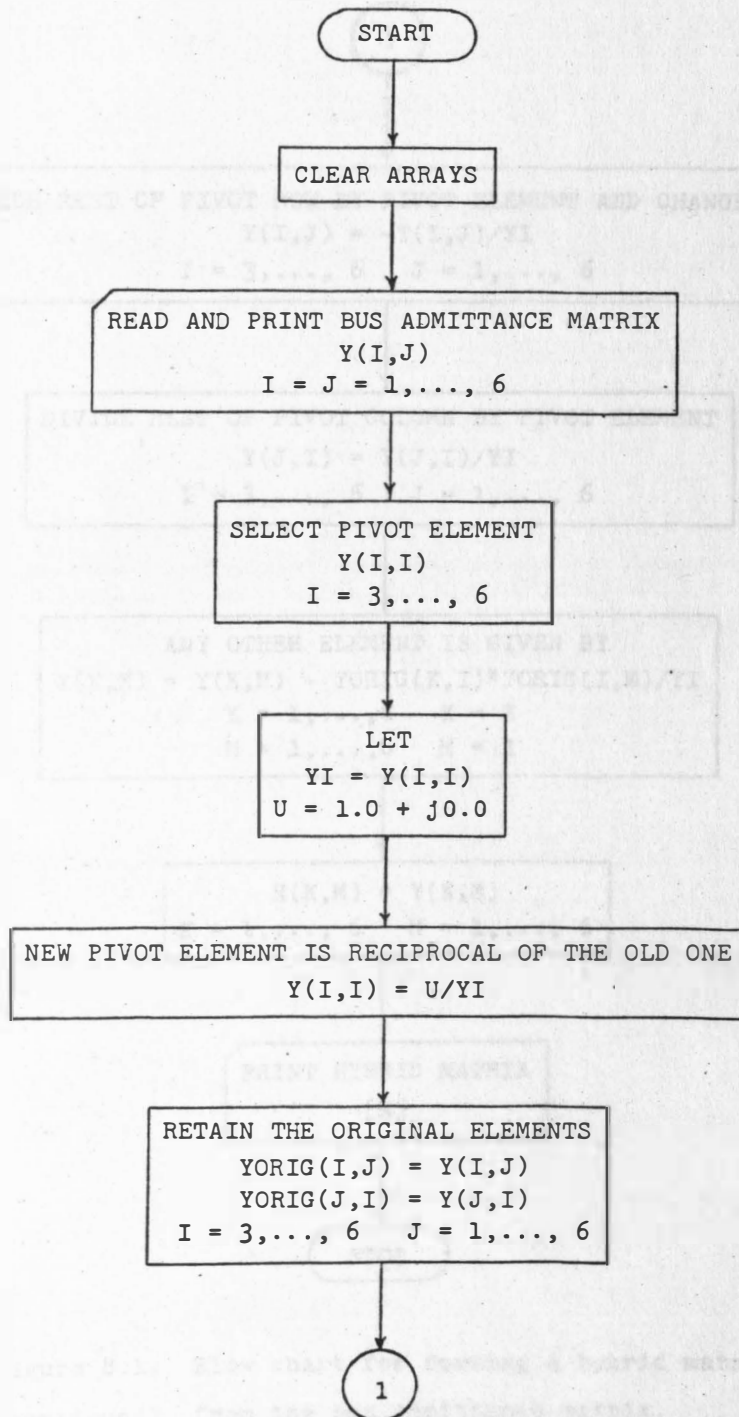 START
CLEAR ARRAYS
READ AND PRINT BUS ADMITTANCE MATRIX
Y(I,J)
I = J = 1,..., 6
SELECT PIVOT ELEMENT
Y(I,I)
I = 3,..., 6
LET
YI = Y(I,I)
U = 1.0 + j0.0
NEW PIVOT ELEMENT IS RECIPROCAL OF THE OLD ONE
Y(I,I) = U/YI
RETAIN THE ORIGINAL ELEMENTS
YORIG(I,J) = Y(I,J)
YORIG(J,I) = Y(J,I)
I = 3,..., 6 J = 1,..., 6
1